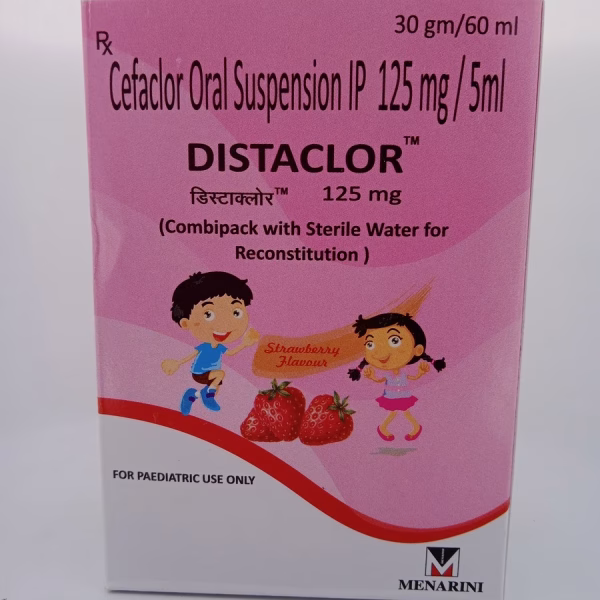 30 gm/60 ml
Rx
Cefaclor Oral Suspension IP 125 mg / 5ml
DISTACLOR™
डिस्टाक्लोर™ 125 mg
(Combipack with Sterile Water for
Reconstitution )
Strawberry
Flavour
FOR PAEDIATRIC USE ONLY
MENARINI